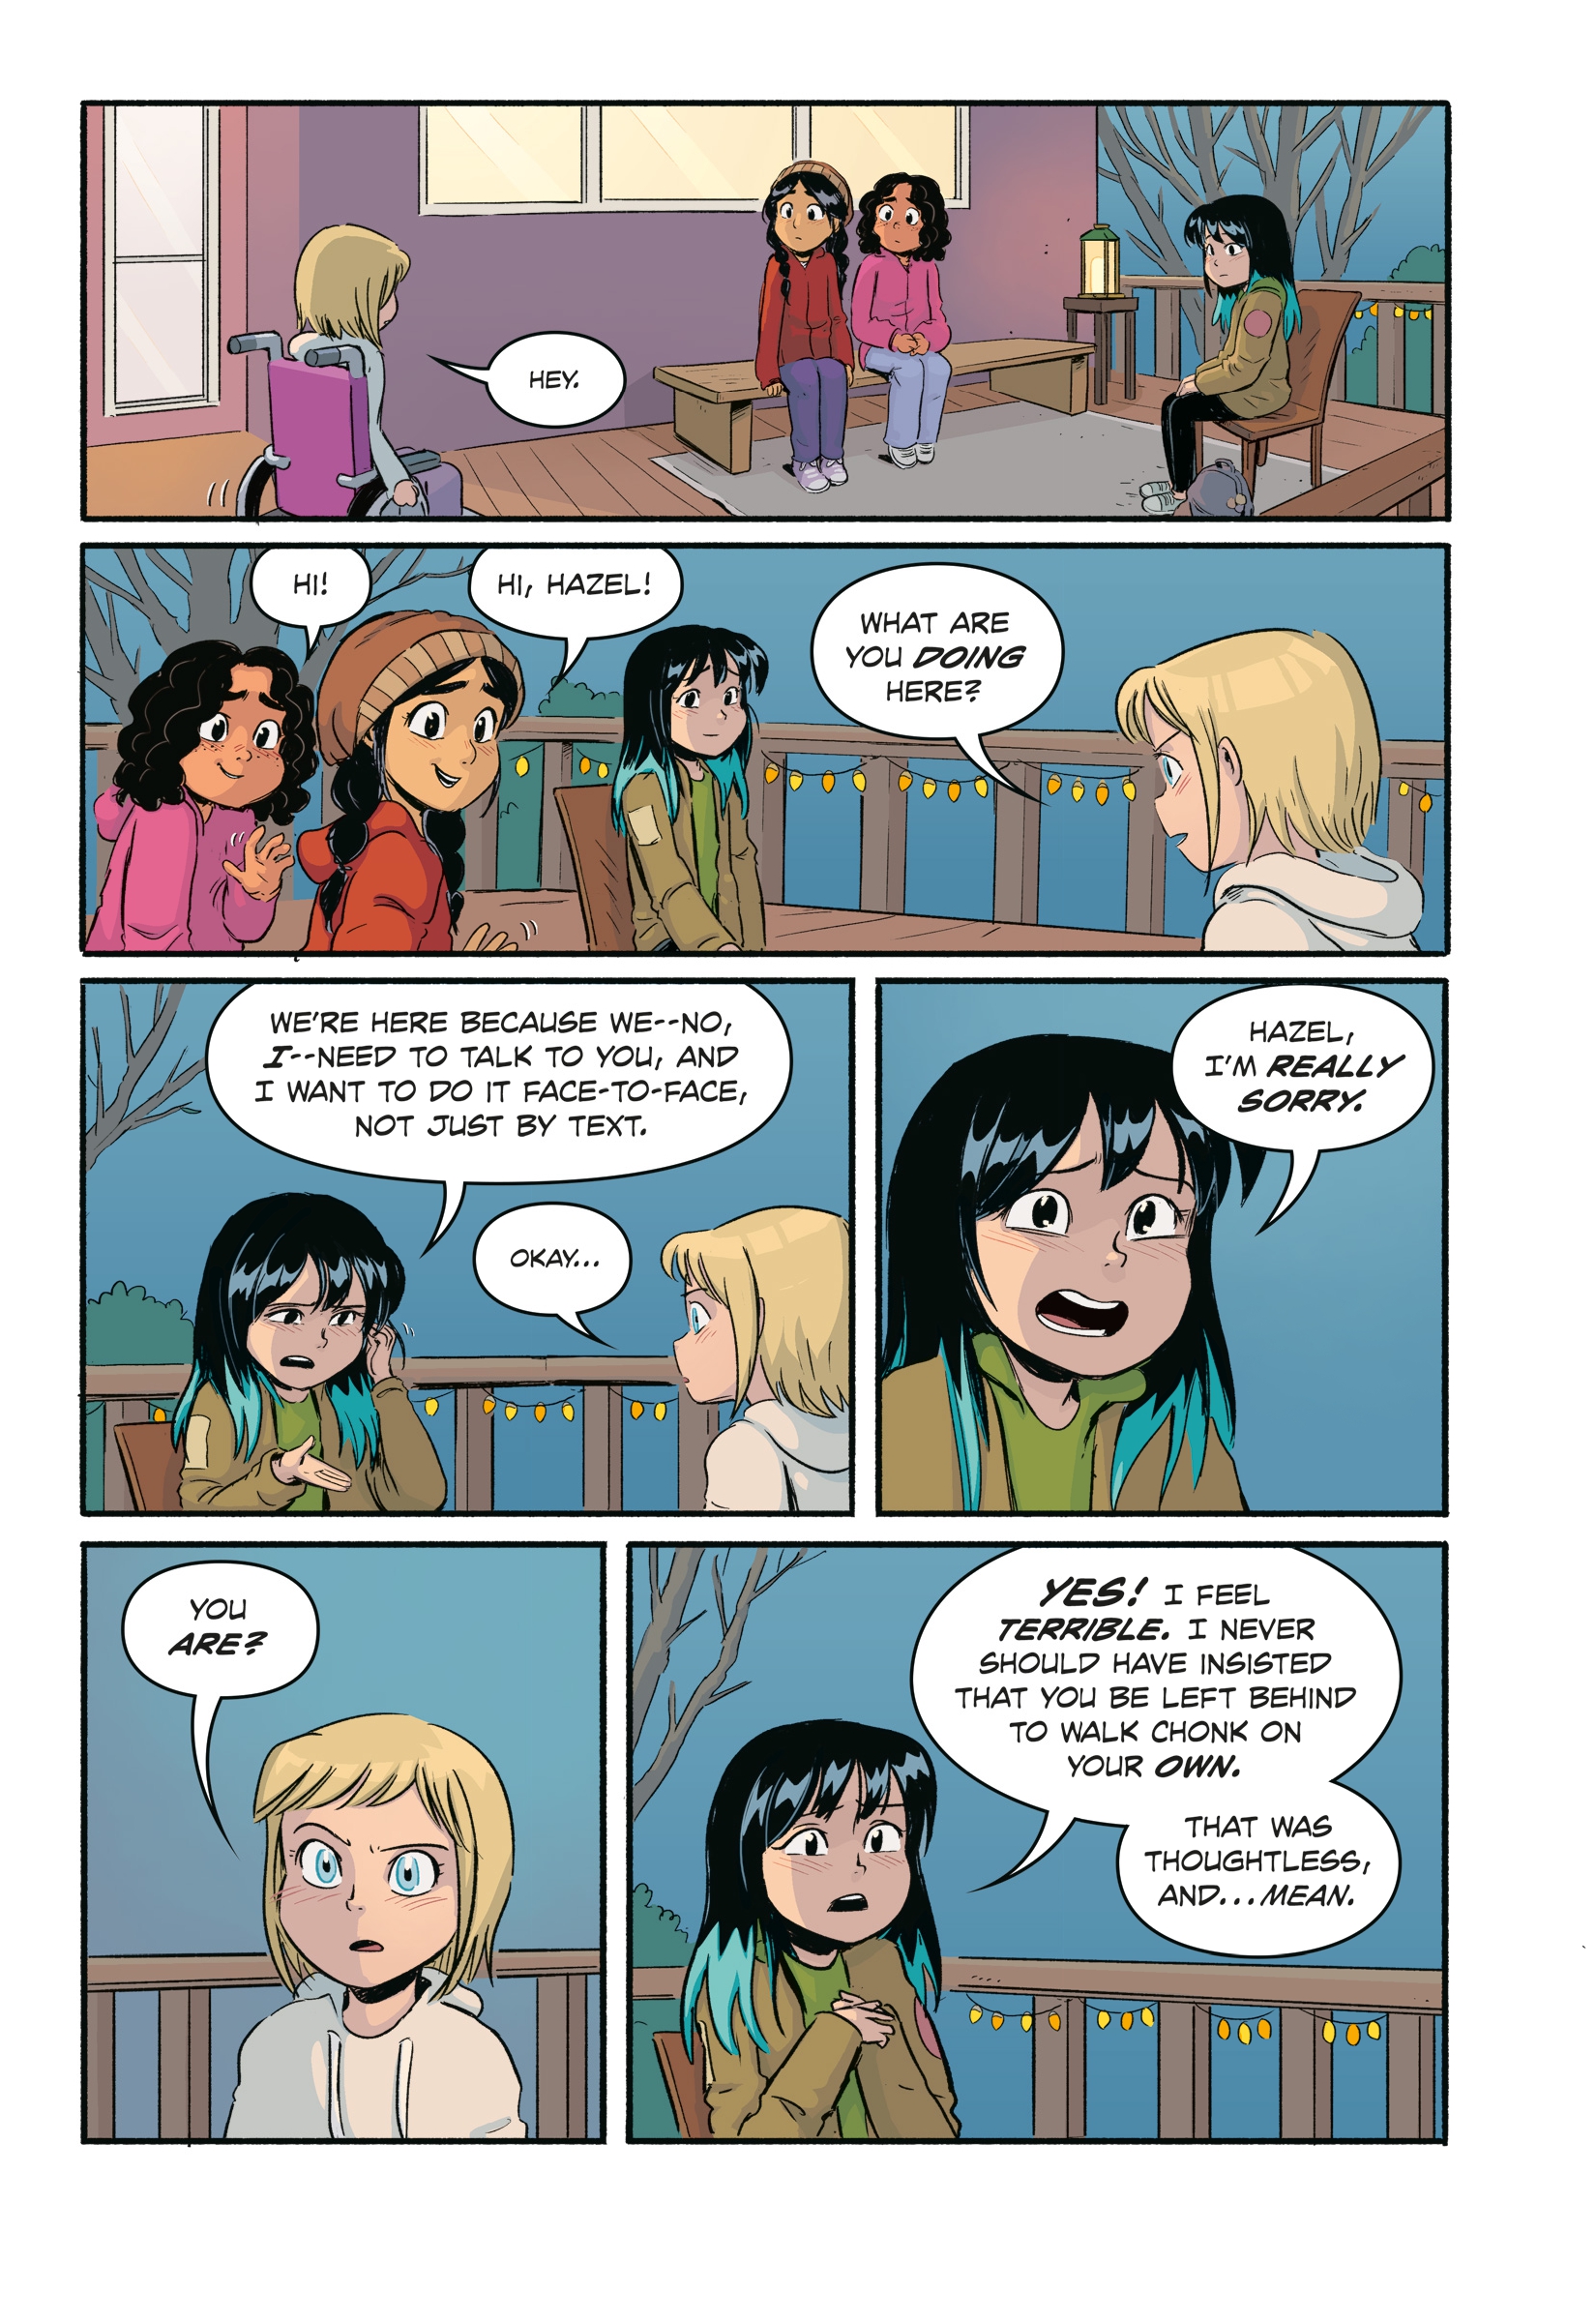 HEY.
HI!
HI, HAZEL!
WHAT ARE
YOU DOING
HERE?
WE'RE HERE BECAUSE WE--NO,
I--NEED TO TALK TO YOU, AND
I WANT TO DO IT FACE-TO-FACE,
NOT JUST BY TEXT.
OKAY...
HAZEL,
I'M REALLY
SORRY.
YOU
ARE?
YES! I FEEL
TERRIBLE. I NEVER
SHOULD HAVE INSISTED
THAT YOU BE LEFT BEHIND
TO WALK CHONK ON
YOUR OWN.
THAT WAS
THOUGHTLESS,
AND...MEAN.